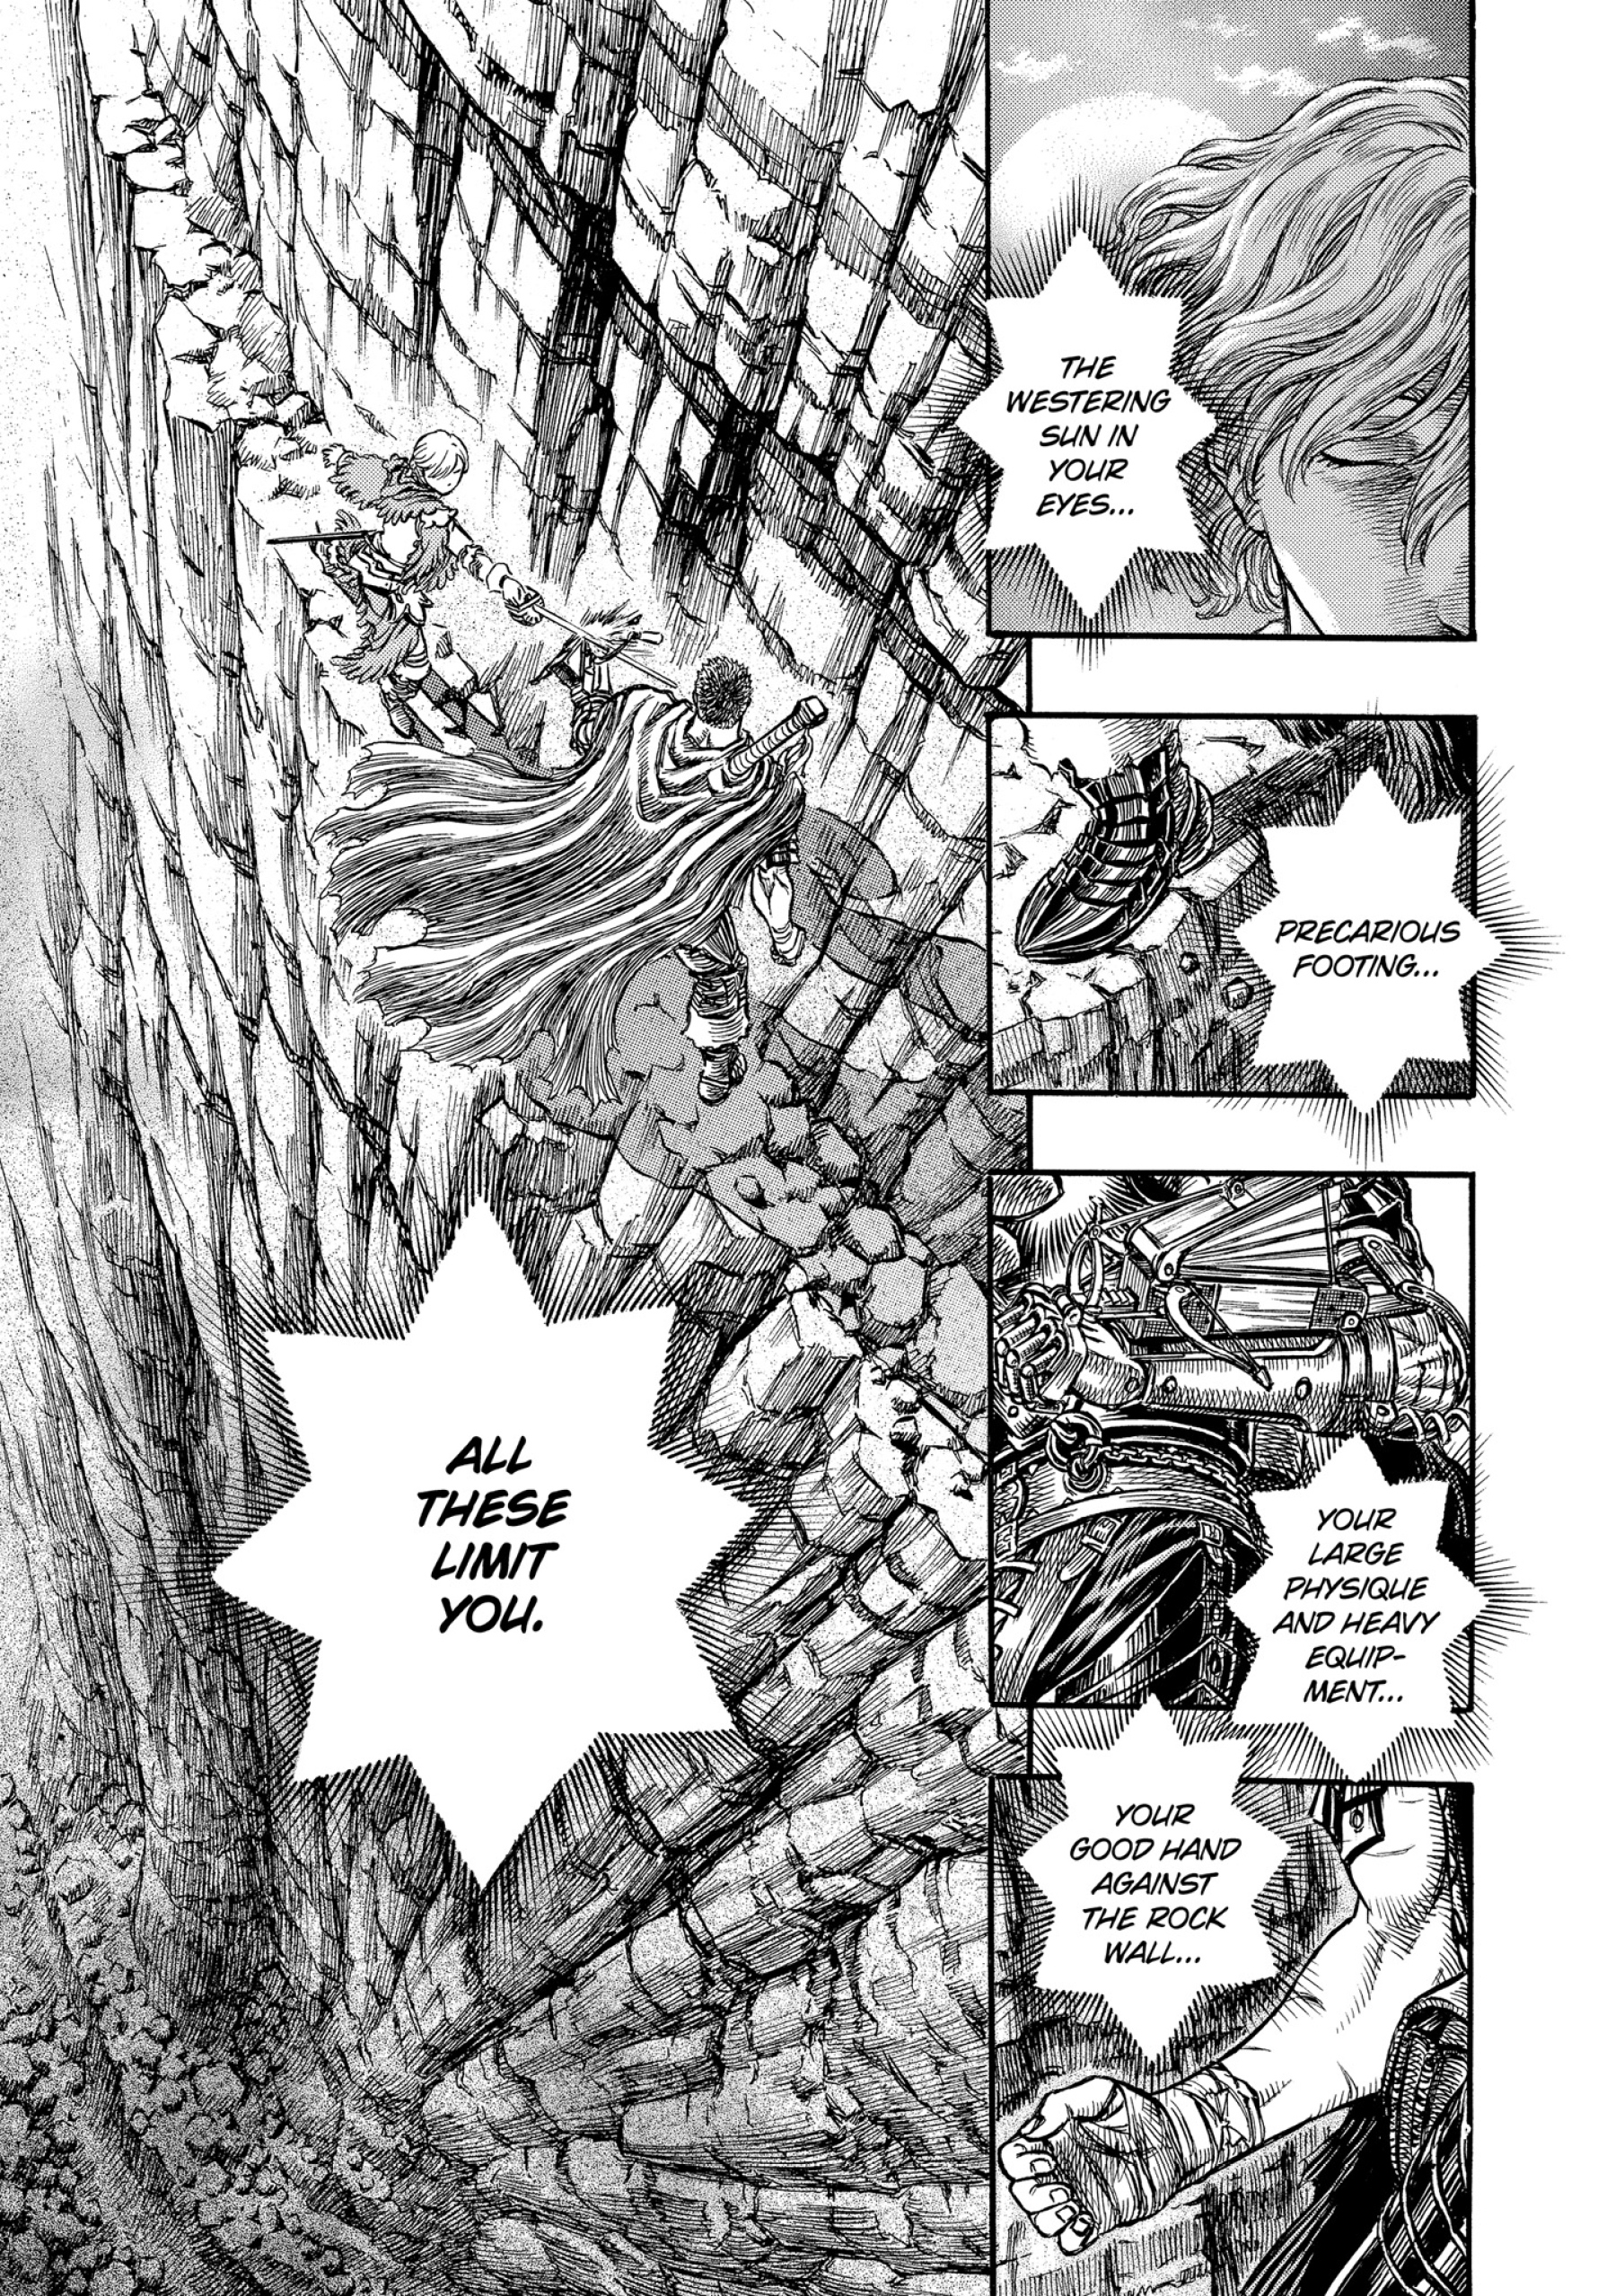 THE
WESTERING
SUN IN
YOUR
EYES...
PRECARIOUS
FOOTING...
YOUR
LARGE
PHYSIQUE
AND HEAVY
EQUIP-
MENT...
YOUR
GOOD HAND
AGAINST
THE ROCK
WALL...
ALL
THESE
LIMIT
YOU.